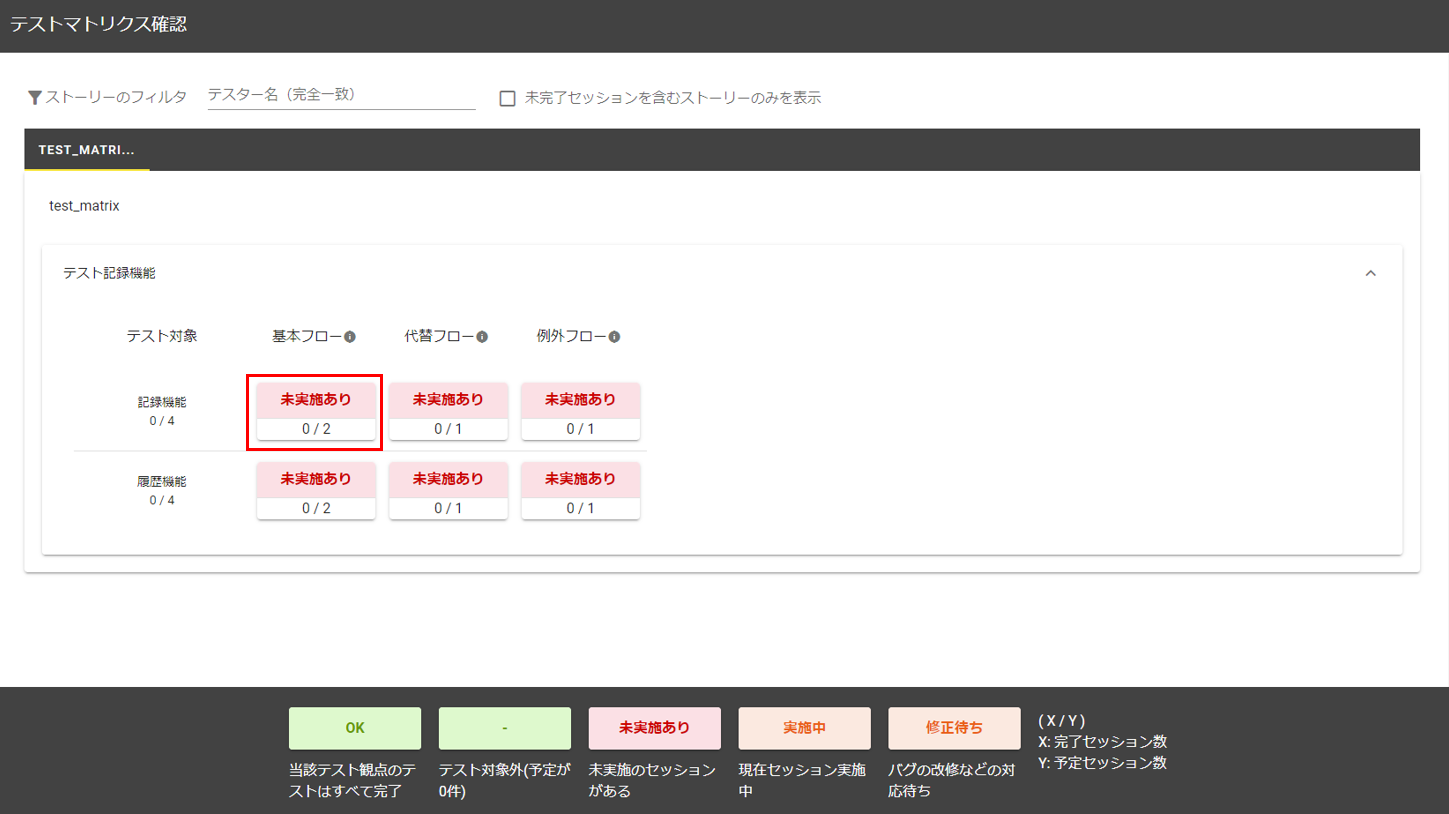 テストマトリクス確認
ストーリーのフィルタ テスター名（完全一致） 未完了セッションを含むストーリーのみを表示
TEST_MATRI...
test_matrix
テスト記録機能
テスト対象 基本フロー 代替フロー 例外フロー
記録機能 未実施あり 未実施あり 未実施あり
0 / 4 0 / 2 0 / 1 0 / 1
履歴機能 未実施あり 未実施あり 未実施あり
0 / 4 0 / 2 0 / 1 0 / 1
OK
当該テスト観点のテ
ストはすべて完了
-
テスト対象外(予定が
0件)
未実施あり
未実施のセッション
がある
実施中
現在セッション実施
中
修正待ち
バグの改修などの対
応待ち
( X / Y )
X: 完了セッション数
Y: 予定セッション数